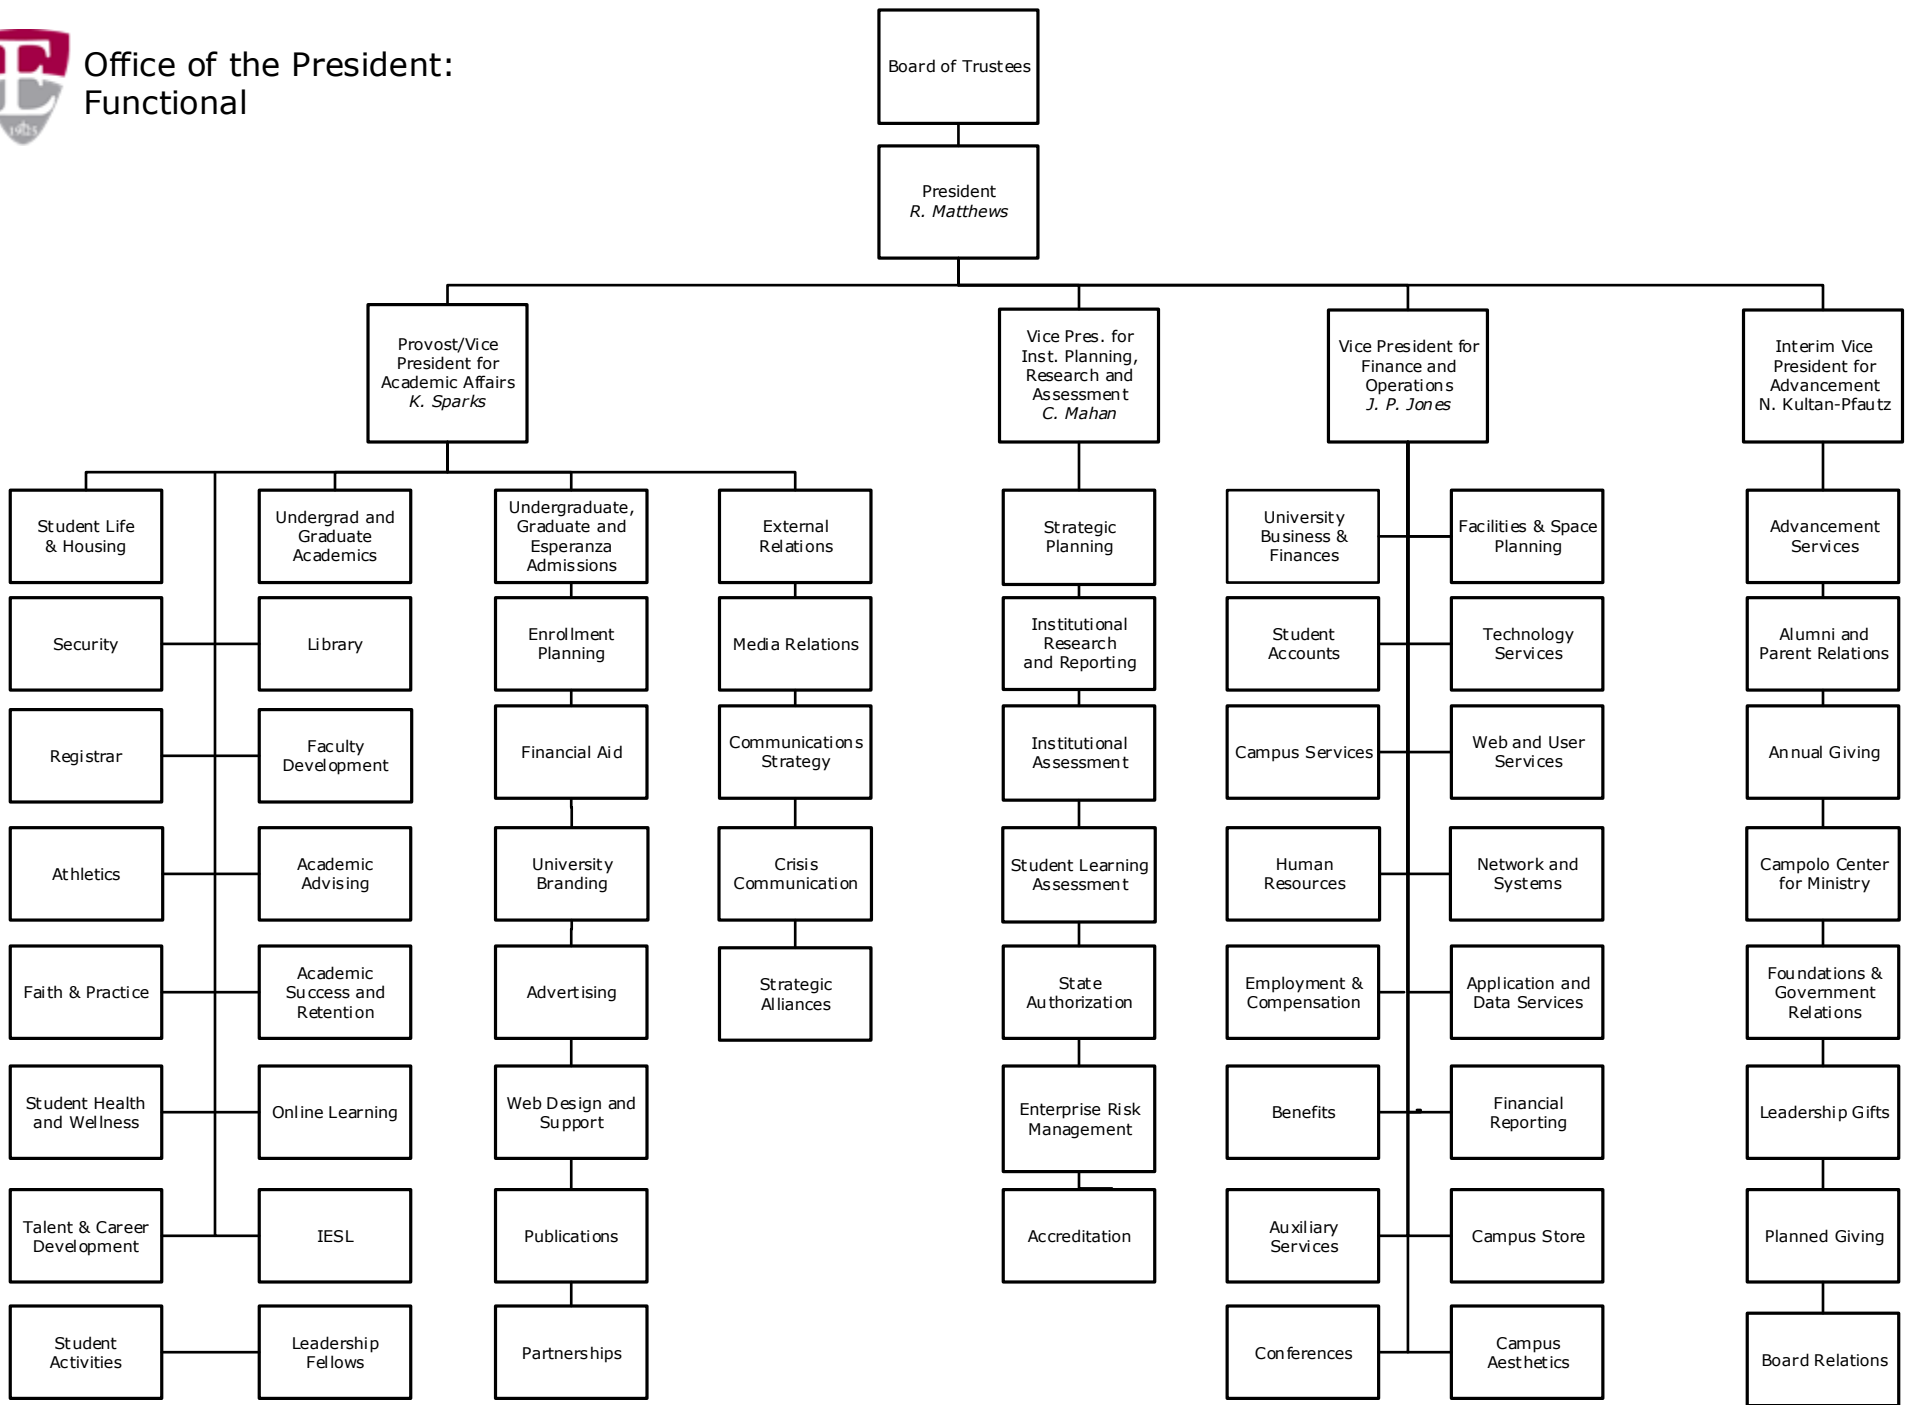 Office of the President:
Functional
1925
Board of Trustees
President
R. Matthews
Provost/Vice
President for
Academic Affairs
K. Sparks
Vice Pres. for
Inst. Planning,
Research and
Assessment
C. Mahan
Vice President for
Finance and
Operations
J. P. Jones
Interim Vice
President for
Advancement
N. Kultan-Pfautz
Student Life
& Housing
Undergrad and
Graduate
Academics
Undergraduate,
Graduate and
Esperanza
Admissions
External
Relations
Strategic
Planning
University
Business &
Finances
Facilities & Space
Planning
Advancement
Services
Security
Library
Enrollment
Planning
Media Relations
Institutional
Research
and Reporting
Student
Accounts
Technology
Services
Alumni and
Parent Relations
Registrar
Faculty
Development
Financial Aid
Communications
Strategy
Institutional
Assessment
Campus Services
Web and User
Services
Annual Giving
Athletics
Academic
Advising
University
Branding
Crisis
Communication
Student Learning
Assessment
Human
Resources
Network and
Systems
Campolo Center
for Ministry
Faith & Practice
Academic
Success and
Retention
Advertising
Strategic
Alliances
State
Authorization
Employment &
Compensation
Application and
Data Services
Foundations &
Government
Relations
Student Health
and Wellness
Online Learning
Web Design and
Support
Enterprise Risk
Management
Benefits
Financial
Reporting
Leadership Gifts
Talent & Career
Development
IESL
Publications
Accreditation
Auxiliary
Services
Campus Store
Planned Giving
Student
Activities
Leadership
Fellows
Partnerships
Conferences
Campus
Aesthetics
Board Relations